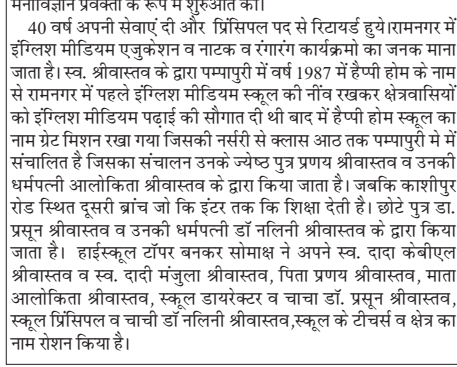 मनोविज्ञान प्रवक्ता के रूप में शुरुआत की।
40 वर्ष अपनी सेवाएं दी और प्रिंसिपल पद से रिटायर्ड हुये।रामनगर में
इंग्लिश मीडियम एजुकेशन व नाटक व रंगारंग कार्यक्रमो का जनक माना
जाता है। स्व. श्रीवास्तव के द्वारा पम्पापुरी में वर्ष 1987 में हैप्पी होम के नाम
से रामनगर में पहले इंग्लिश मीडियम स्कूल की नींव रखकर क्षेत्रवासियों
को इंग्लिश मीडियम पढ़ाई की सौगात दी थी बाद में हैप्पी होम स्कूल का
नाम ग्रेट मिशन रखा गया जिसकी नर्सरी से क्लास आठ तक पम्पापुरी मे में
संचालित है जिसका संचालन उनके ज्येष्ठ पुत्र प्रणय श्रीवास्तव व उनकी
धर्मपत्नी आलोकिता श्रीवास्तव के द्वारा किया जाता है। जबकि काशीपुर
रोड स्थित दूसरी ब्रांच जो कि इंटर तक कि शिक्षा देती है। छोटे पुत्र डा.
प्रसून श्रीवास्तव व उनकी धर्मपत्नी डॉ नलिनी श्रीवास्तव के द्वारा किया
जाता है। हाईस्कूल टॉपर बनकर सोमाक्ष ने अपने स्व. दादा केबीएल
श्रीवास्तव व स्व. दादी मंजुला श्रीवास्तव, पिता प्रणय श्रीवास्तव, माता
आलोकिता श्रीवास्तव, स्कूल डायरेक्टर व चाचा डॉ. प्रसून श्रीवास्तव,
स्कूल प्रिंसिपल व चाची डॉ नलिनी श्रीवास्तव,स्कूल के टीचर्स व क्षेत्र का
नाम रोशन किया है।